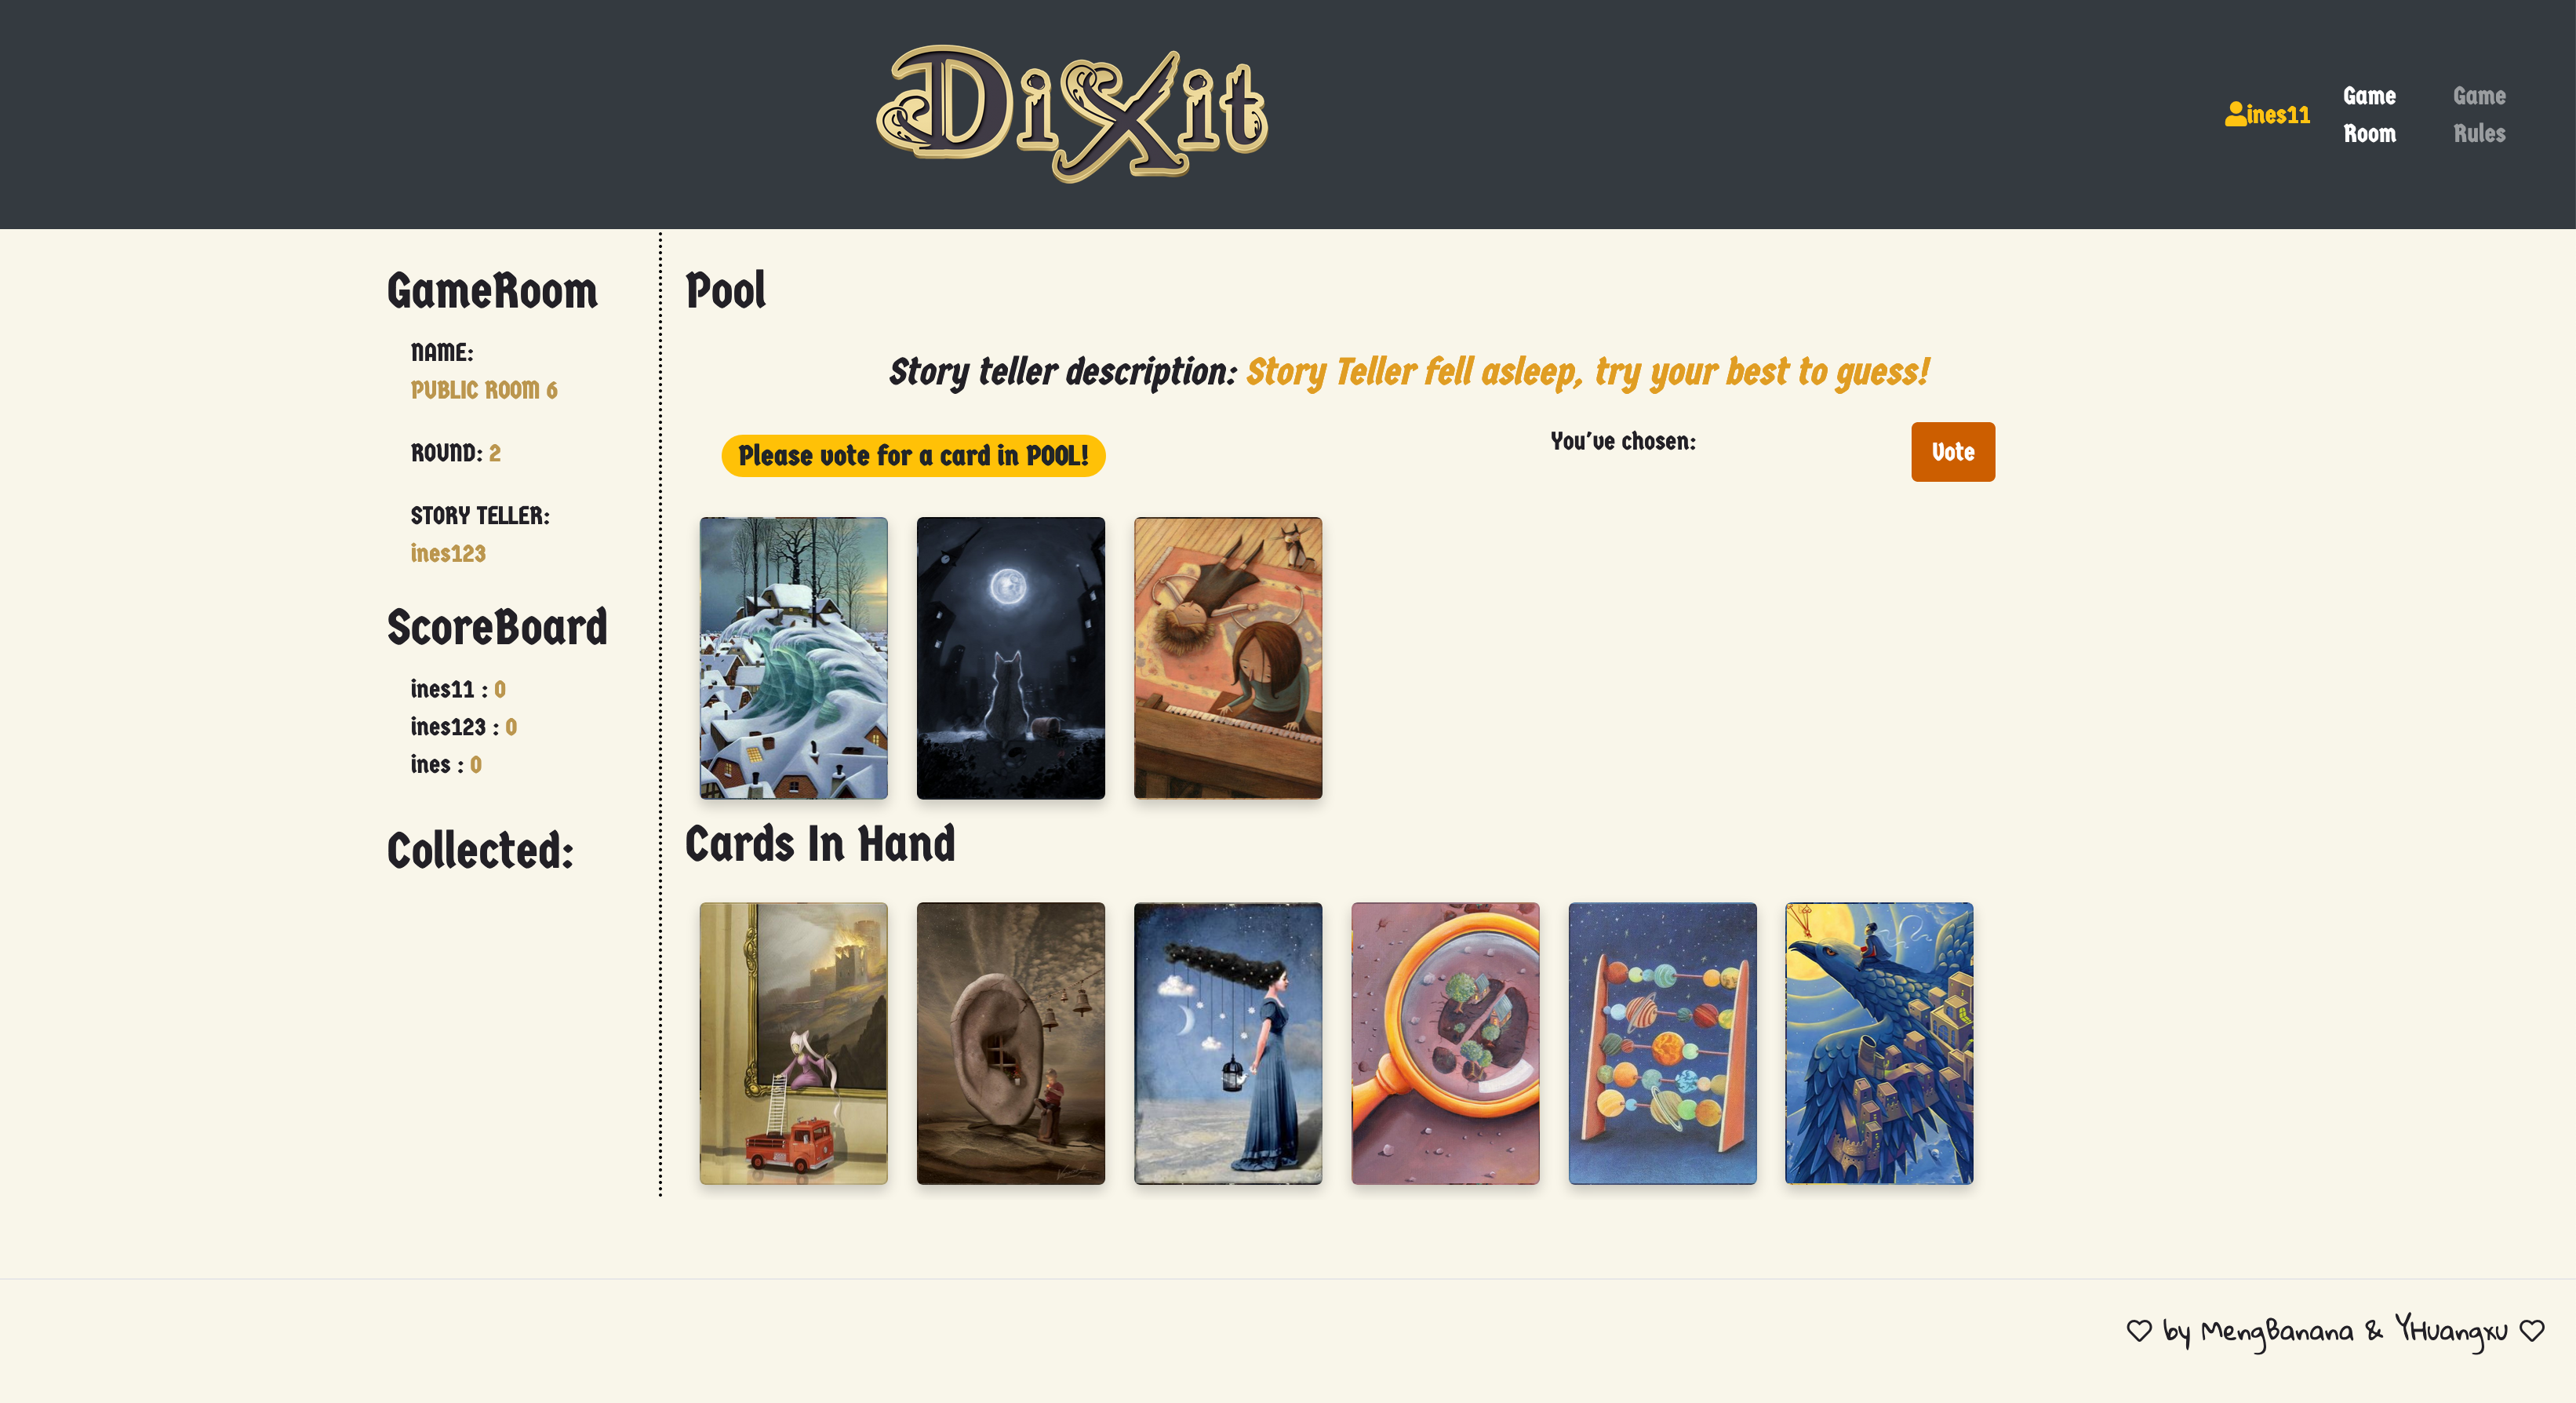 DiXit
ines11
Game Room
Game Rules
GameRoom
NAME:
PUBLIC ROOM 6
ROUND: 2
STORY TELLER:
ines123
ScoreBoard
ines11 : 0
ines123 : 0
ines : 0
Collected:
Pool
Story teller description: Story Teller fell asleep, try your best to guess!
Please vote for a card in POOL!
You've chosen:
Vote
Cards In Hand
by MengBanana & YHuangxu